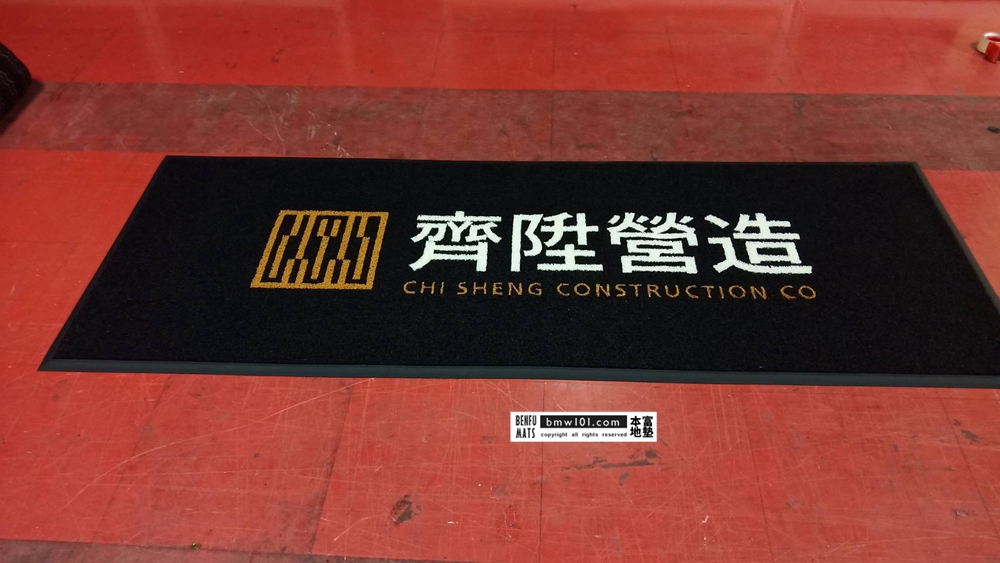 齊陞營造
CHI SHENG CONSTRUCTION CO
BENFU MATS
bmw101.com
copyright all rights reserved
本富地墊